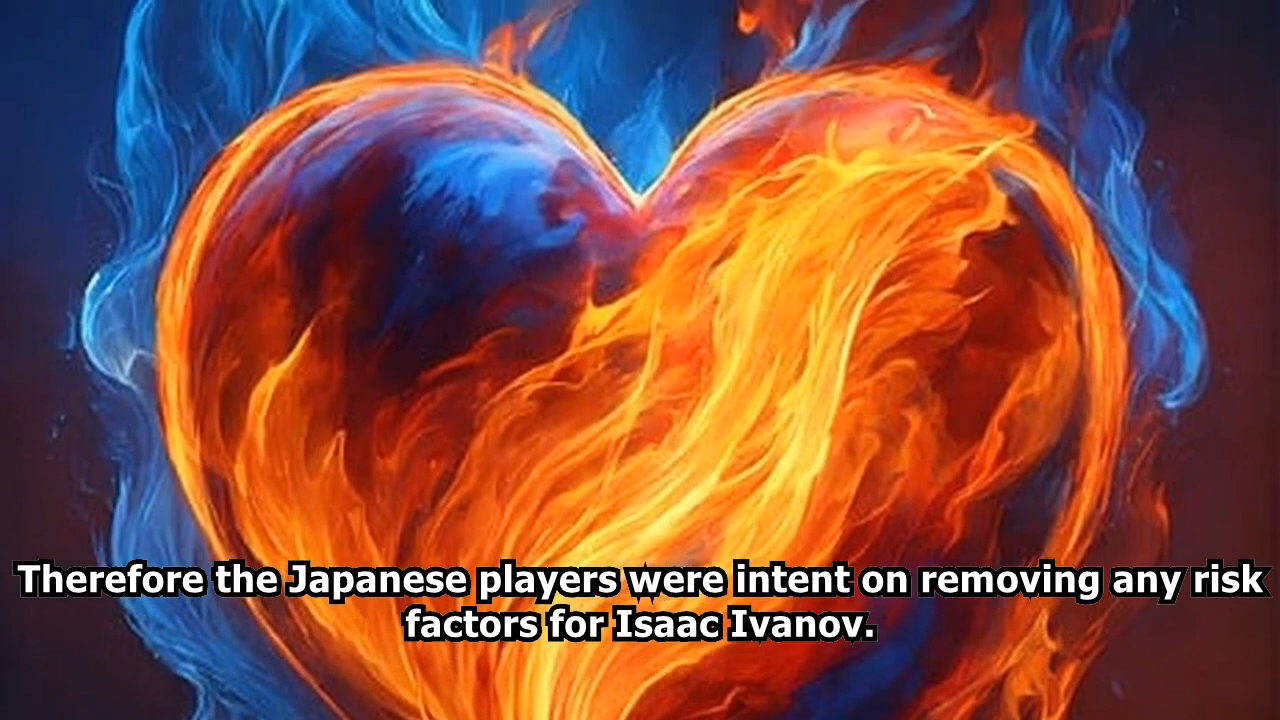 Therefore the Japanese players were intent on removing any risk
factors for Isaac Ivanov.